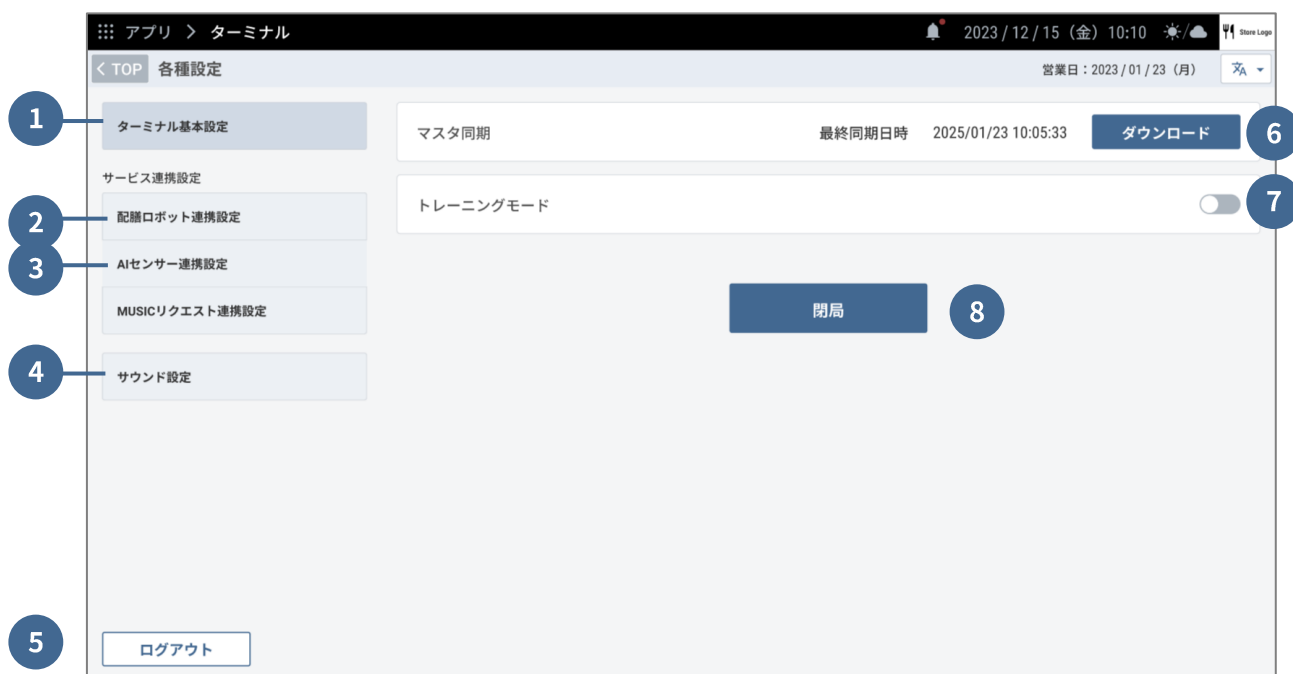 アプリ > ターミナル
2023 / 12 / 15（金）10:10
Store Logo
< TOP 各種設定
営業日：2023 / 01 / 23（月）
文A
1 ターミナル基本設定
マスタ同期 最終同期日時 2025/01/23 10:05:33 ダウンロード 6
サービス連携設定
トレーニングモード 7
2 配膳ロボット連携設定
3 AIセンサー連携設定
MUSICリクエスト連携設定
閉局 8
4 サウンド設定
5 ログアウト